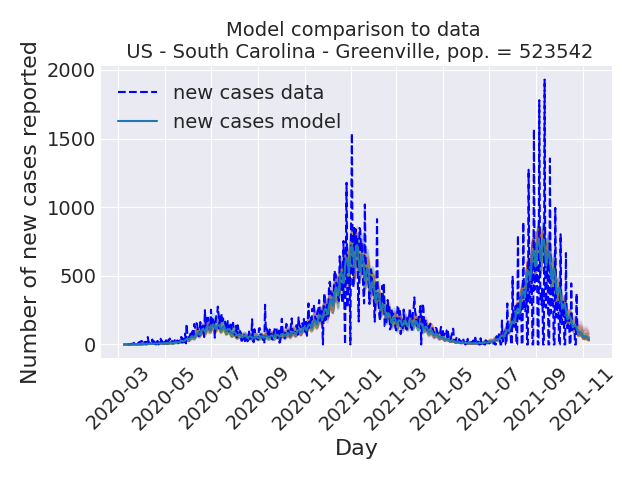 Model comparison to data
US - South Carolina - Greenville, pop. = 523542
Number of new cases reported
2000
1500
1000
500
0
new cases data
new cases model
2020-03
2020-05
2020-07
2020-09
2020-11
2021-01
2021-03
2021-05
2021-07
2021-09
2021-11
Day